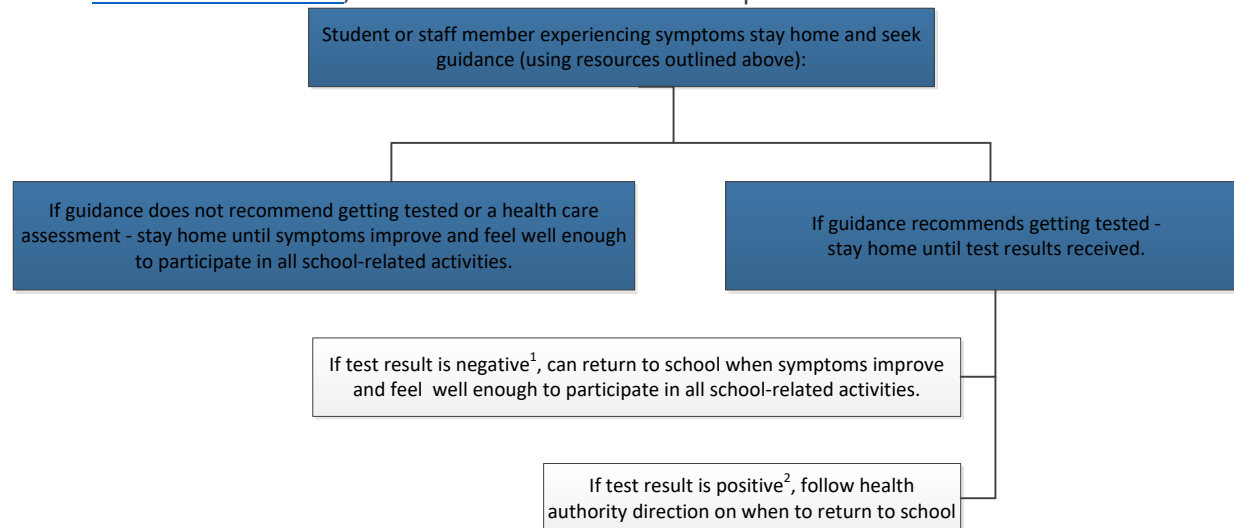 Student or staff member experiencing symptoms stay home and seek
guidance (using resources outlined above):
If guidance does not recommend getting tested or a health care
assessment - stay home until symptoms improve and feel well enough
to participate in all school-related activities.
If guidance recommends getting tested -
stay home until test results received.
If test result is negative¹, can return to school when symptoms improve
and feel well enough to participate in all school-related activities.
If test result is positive², follow health
authority direction on when to return to school